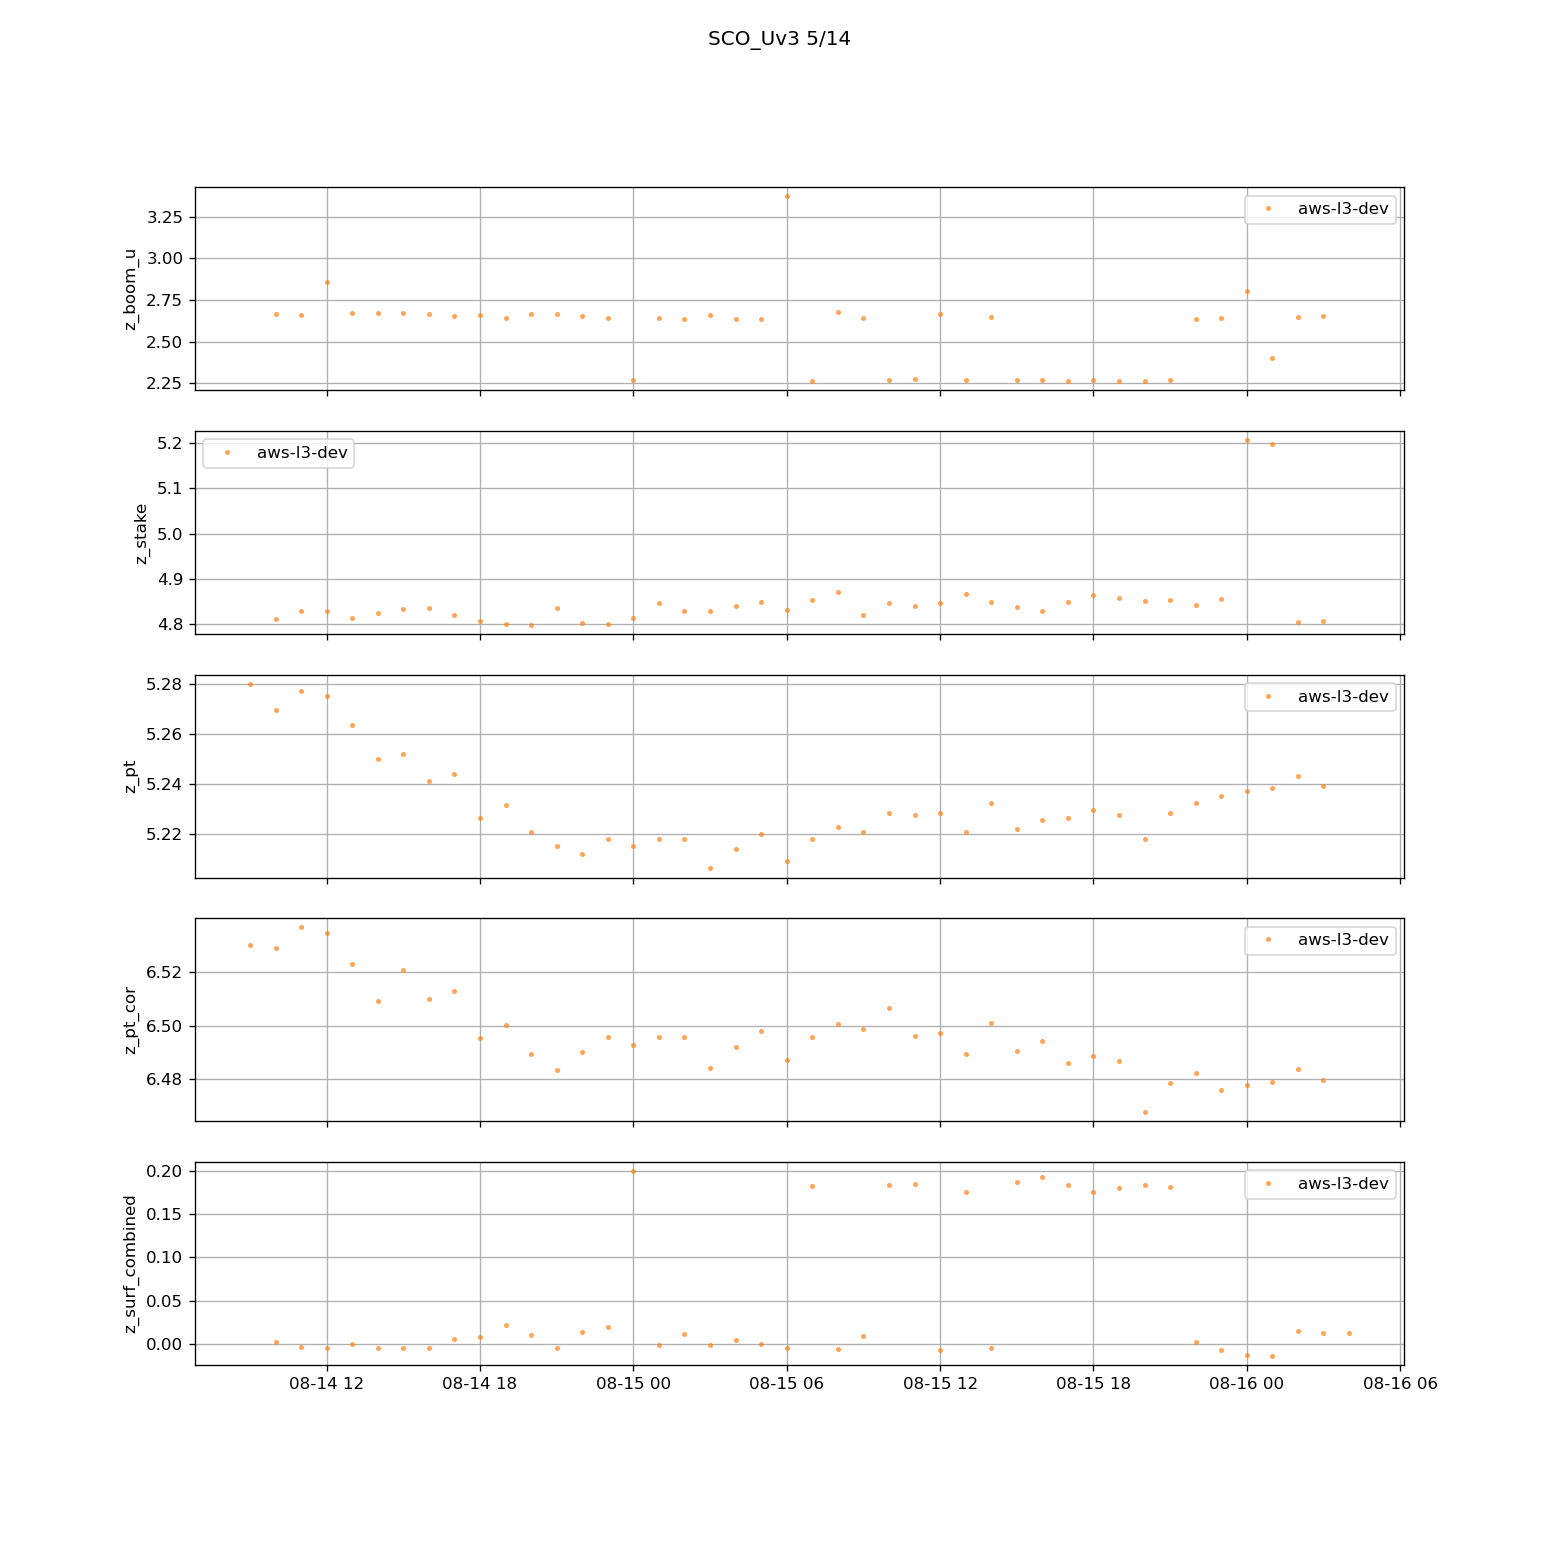 SCO_Uv3 5/14
z_boom_u
3.25
3.00
2.75
2.50
2.25
aws-l3-dev
z_stake
5.2
5.1
5.0
4.9
4.8
aws-l3-dev
z_pt
5.28
5.26
5.24
5.22
aws-l3-dev
z_pt_cor
6.52
6.50
6.48
aws-l3-dev
z_surf_combined
0.20
0.15
0.10
0.05
0.00
aws-l3-dev
08-14 12
08-14 18
08-15 00
08-15 06
08-15 12
08-15 18
08-16 00
08-16 06